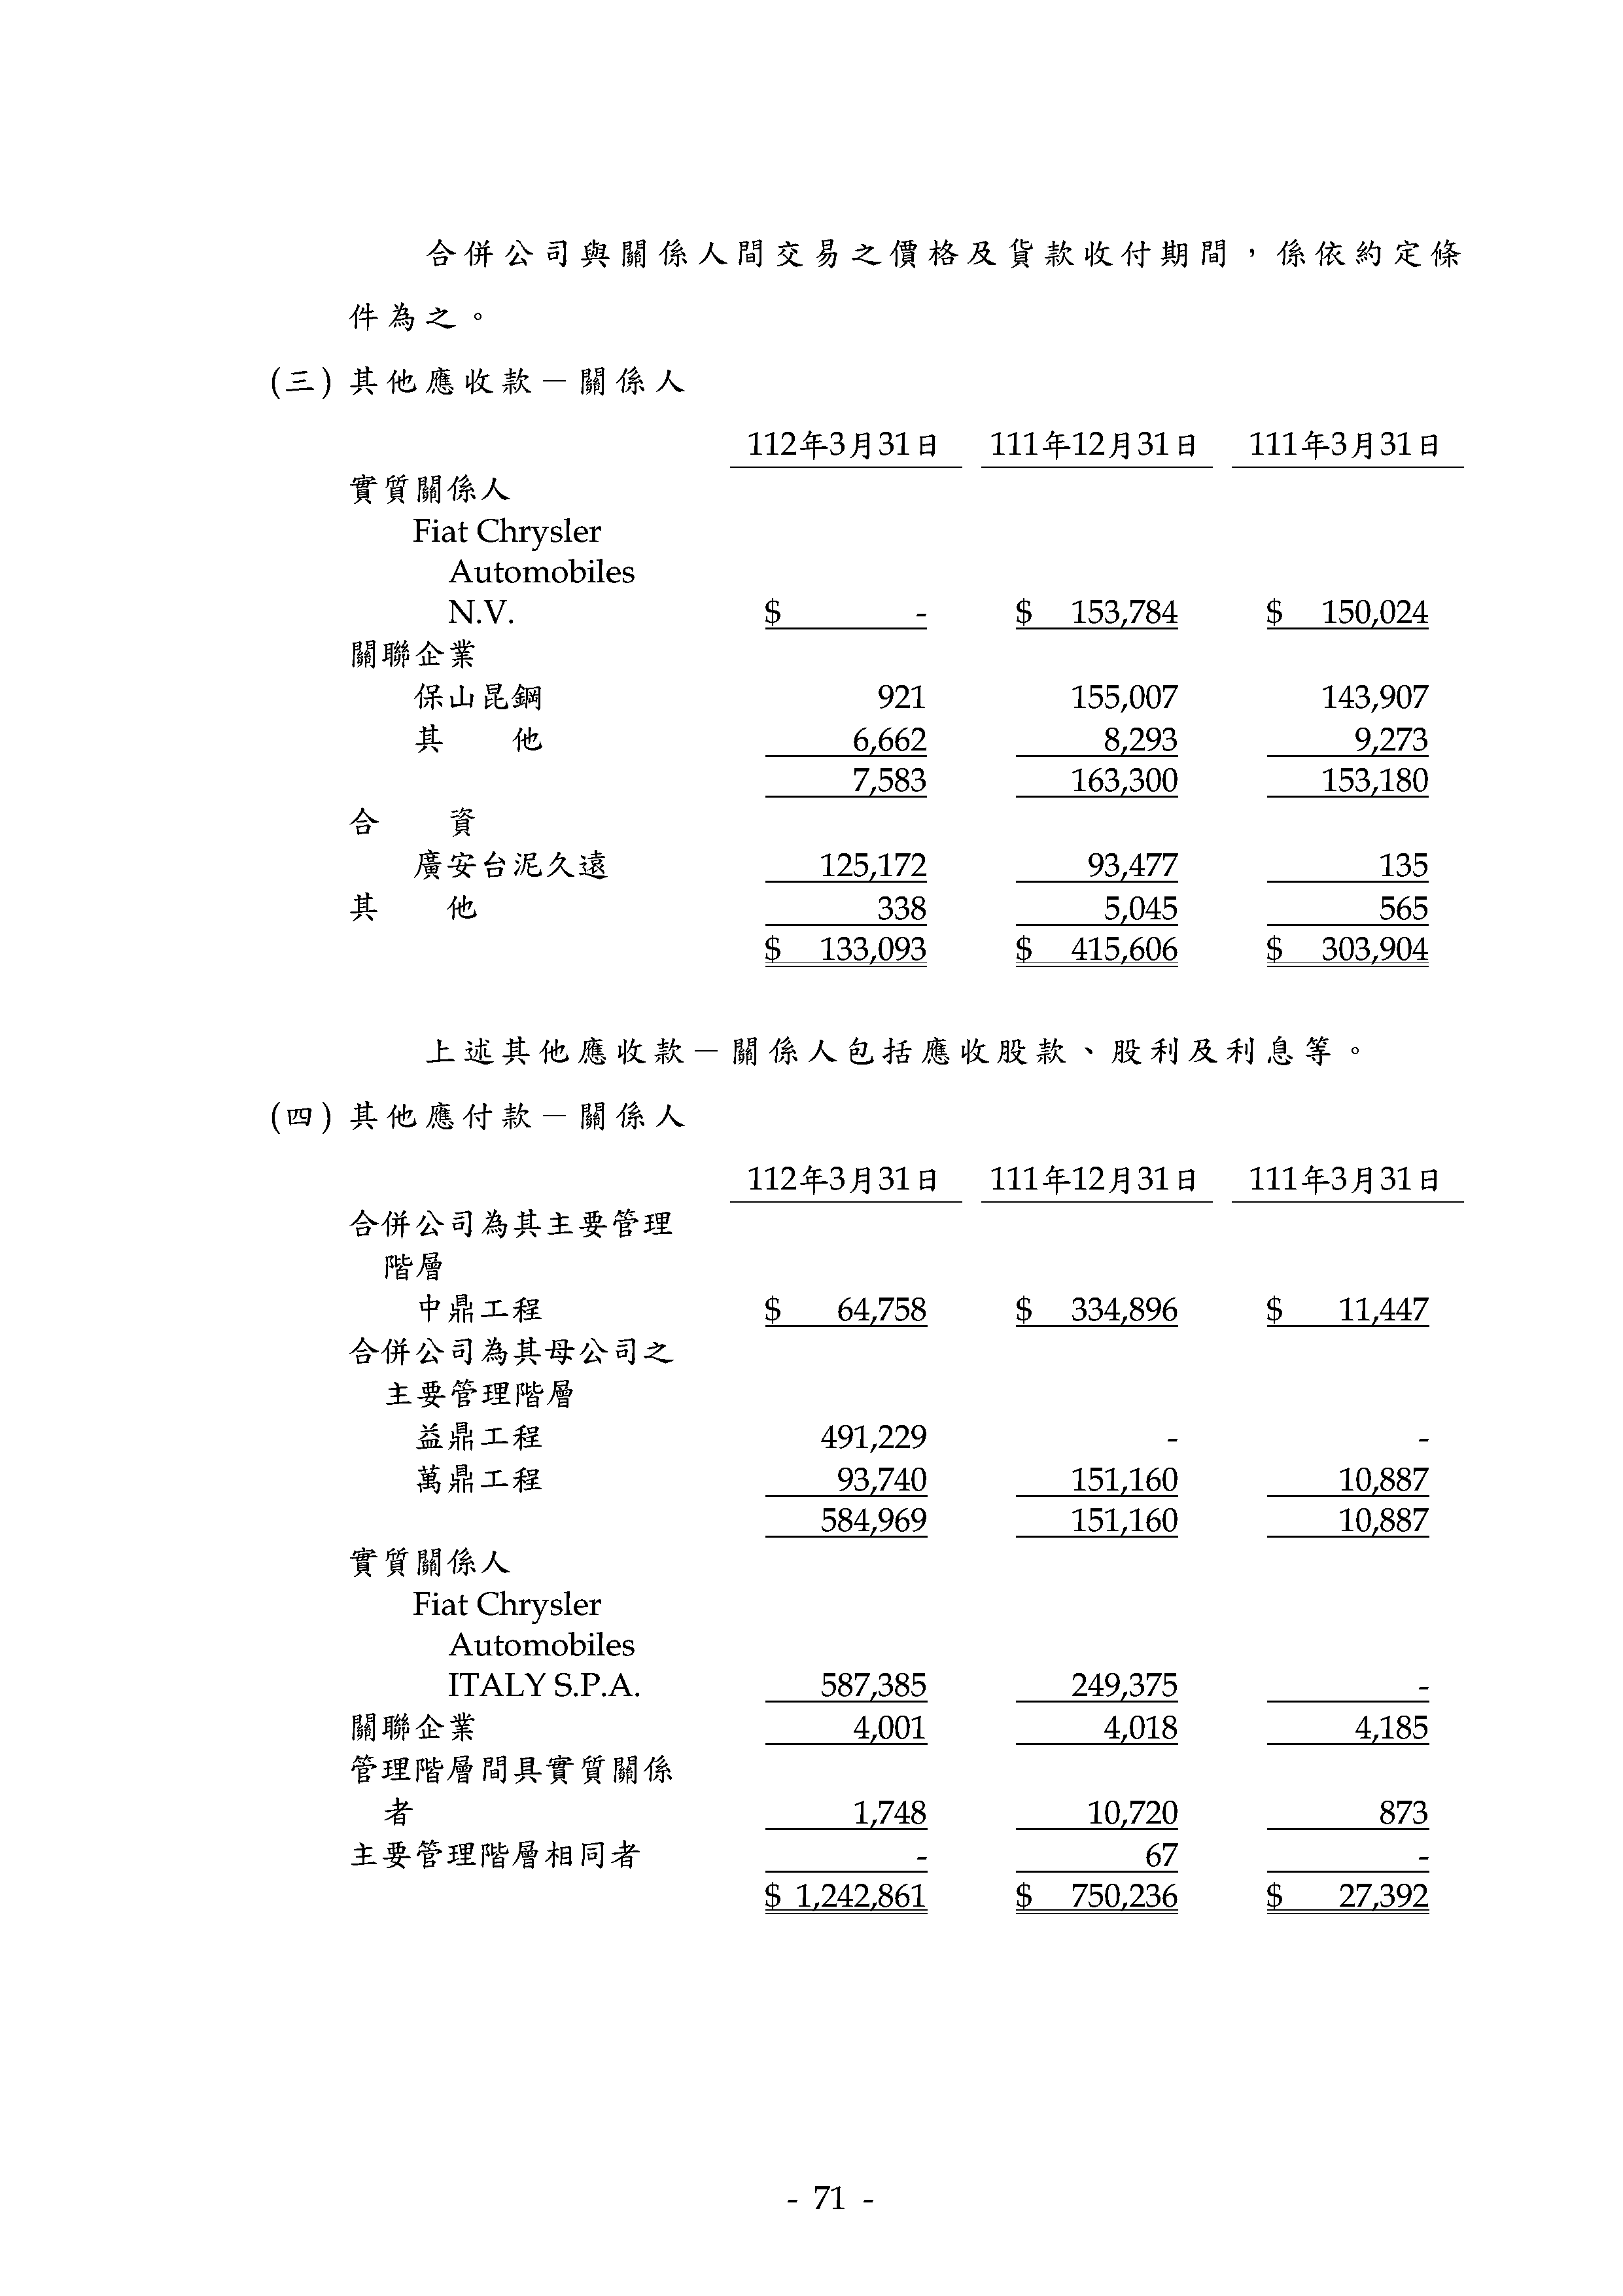 合併公司與關係人間交易之價格及貨款收付期間，係依約定條
件為之。
(三) 其他應收款－關係人
112年3月31日 111年12月31日 111年3月31日
實質關係人
Fiat Chrysler
Automobiles
N.V. $ - $ 153,784 $ 150,024
關聯企業
保山昆鋼 921 155,007 143,907
其他 6,662 8,293 9,273
7,583 163,300 153,180
合資
廣安台泥久遠 125,172 93,477 135
其他 338 5,045 565
$ 133,093 $ 415,606 $ 303,904
上述其他應收款－關係人包括應收股款、股利及利息等。
(四) 其他應付款－關係人
112年3月31日 111年12月31日 111年3月31日
合併公司為其主要管理
階層
中鼎工程 $ 64,758 $ 334,896 $ 11,447
合併公司為其母公司之
主要管理階層
益鼎工程 491,229 - -
萬鼎工程 93,740 151,160 10,887
584,969 151,160 10,887
實質關係人
Fiat Chrysler
Automobiles
ITALY S.P.A. 587,385 249,375 -
關聯企業 4,001 4,018 4,185
管理階層間具實質關係
者 1,748 10,720 873
主要管理階層相同者 - 67 -
$ 1,242,861 $ 750,236 $ 27,392
- 71 -